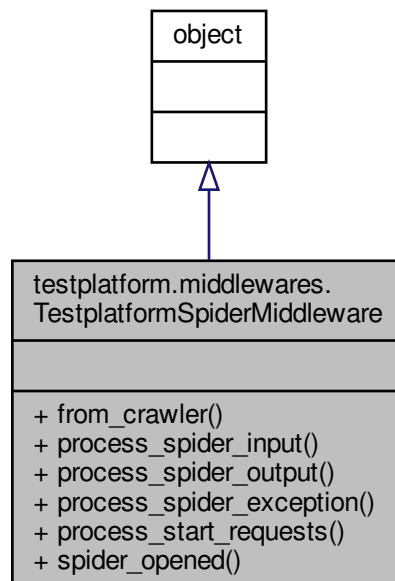 object
testplatform.middlewares.
TestplatformSpiderMiddleware
+ from_crawler()
+ process_spider_input()
+ process_spider_output()
+ process_spider_exception()
+ process_start_requests()
+ spider_opened()